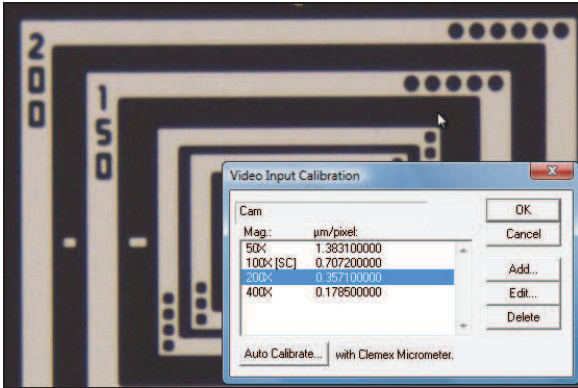 200
150
Video Input Calibration
Cam
Mag.: µm/pixel:
50X 1.383100000
100X [SC] 0.707200000
200X 0.357100000
400X 0.178500000
OK
Cancel
Add...
Edit...
Delete
Auto Calibrate... with Clemex Micrometer.